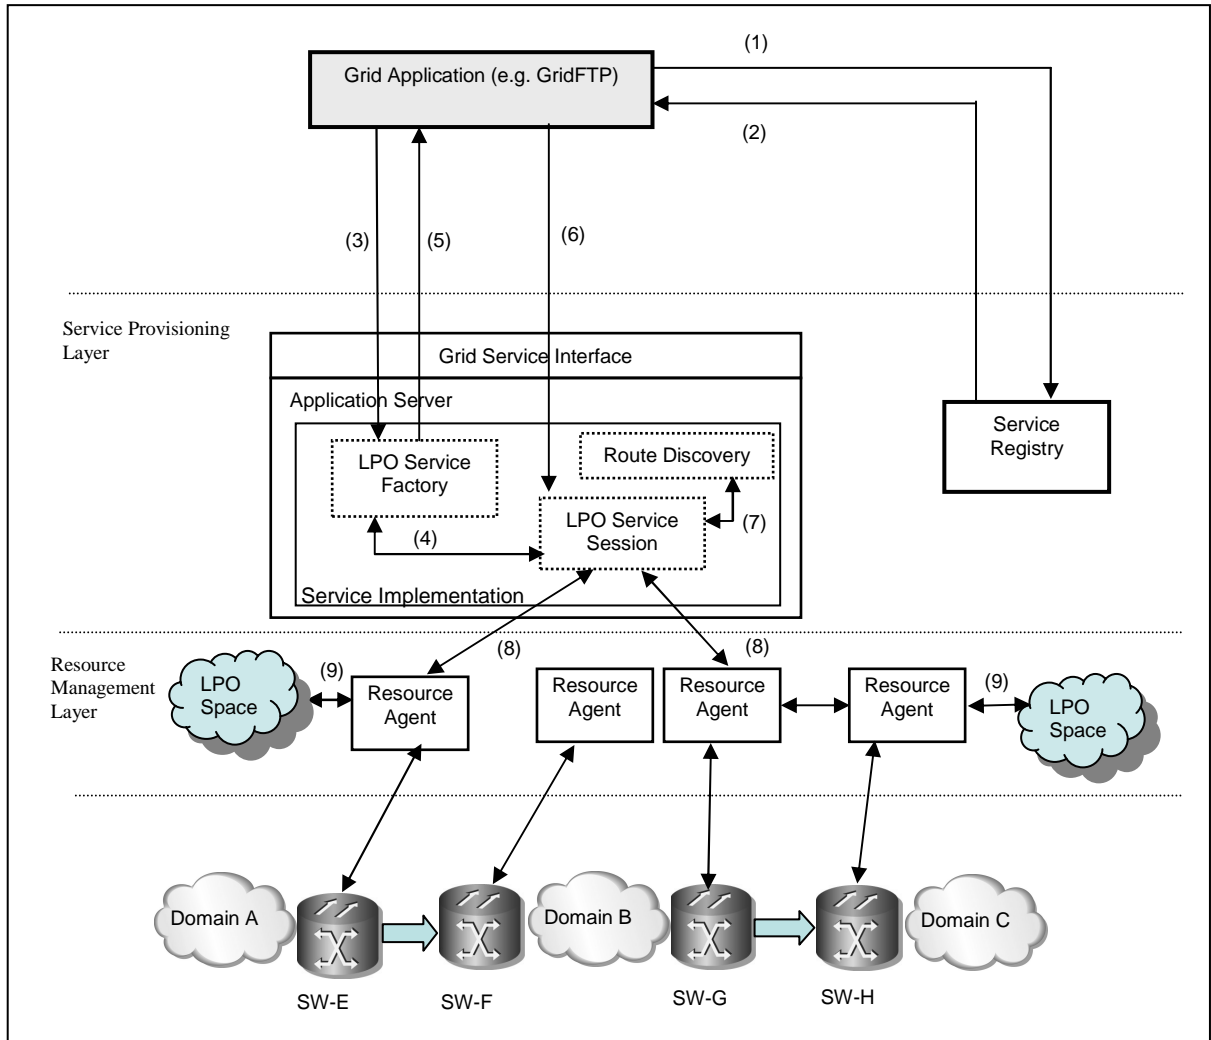 (1)
Grid Application (e.g. GridFTP)
(2)
(3)
(5)
(6)
Service Provisioning
Layer
Grid Service Interface
Application Server
Service
Registry
LPO Service
Factory
Route Discovery
LPO Service
Session
(7)
(4)
Service Implementation
(8)
(8)
Resource
Management
Layer
LPO
Space
(9)
Resource
Agent
Resource
Agent
Resource
Agent
Resource
Agent
(9)
LPO
Space
Domain A
Domain B
Domain C
SW-E
SW-F
SW-G
SW-H